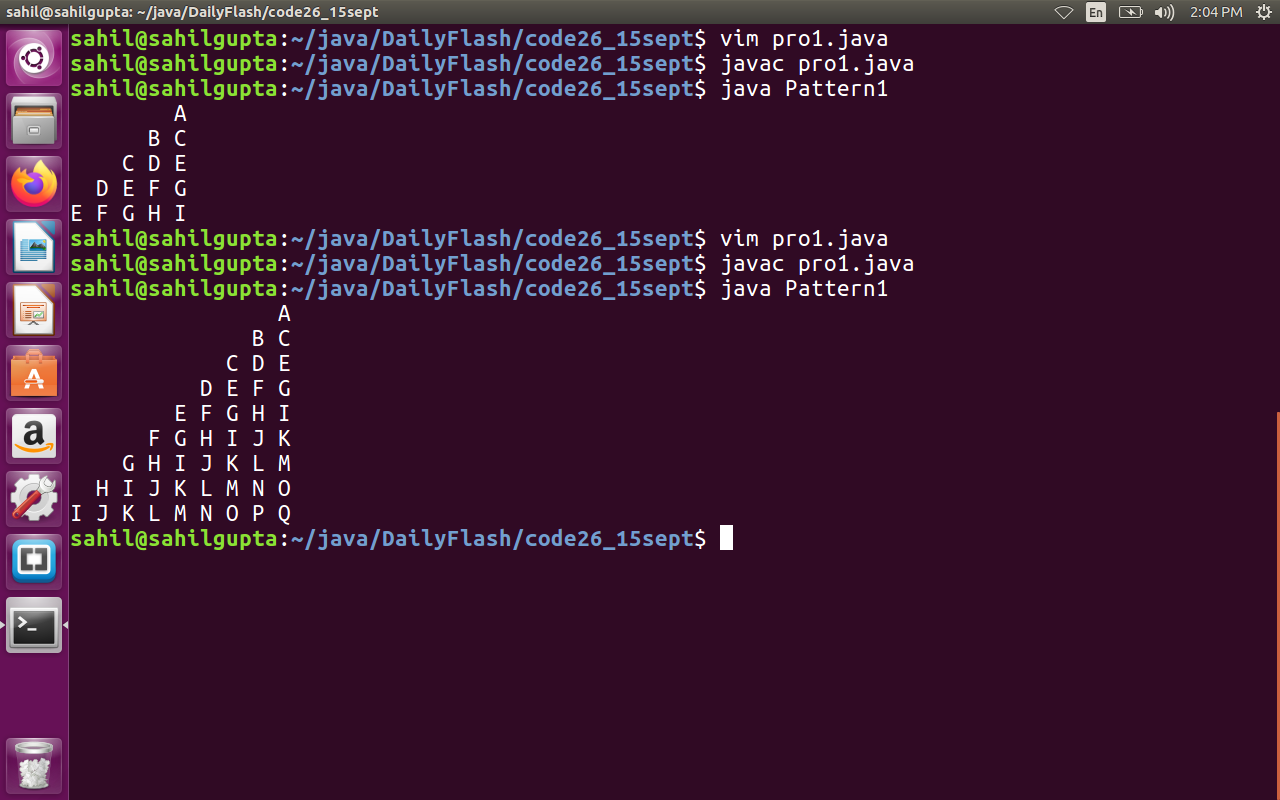 sahil@sahilgupta: ~/java/DailyFlash/code26_15sept En 2:04 PM
sahil@sahilgupta:~/java/DailyFlash/code26_15sept$ vim pro1.java
sahil@sahilgupta:~/java/DailyFlash/code26_15sept$ javac pro1.java
sahil@sahilgupta:~/java/DailyFlash/code26_15sept$ java Pattern1
        A
      B C
    C D E
  D E F G
E F G H I
sahil@sahilgupta:~/java/DailyFlash/code26_15sept$ vim pro1.java
sahil@sahilgupta:~/java/DailyFlash/code26_15sept$ javac pro1.java
sahil@sahilgupta:~/java/DailyFlash/code26_15sept$ java Pattern1
                A
              B C
            C D E
          D E F G
        E F G H I
      F G H I J K
    G H I J K L M
  H I J K L M N O
I J K L M N O P Q
sahil@sahilgupta:~/java/DailyFlash/code26_15sept$